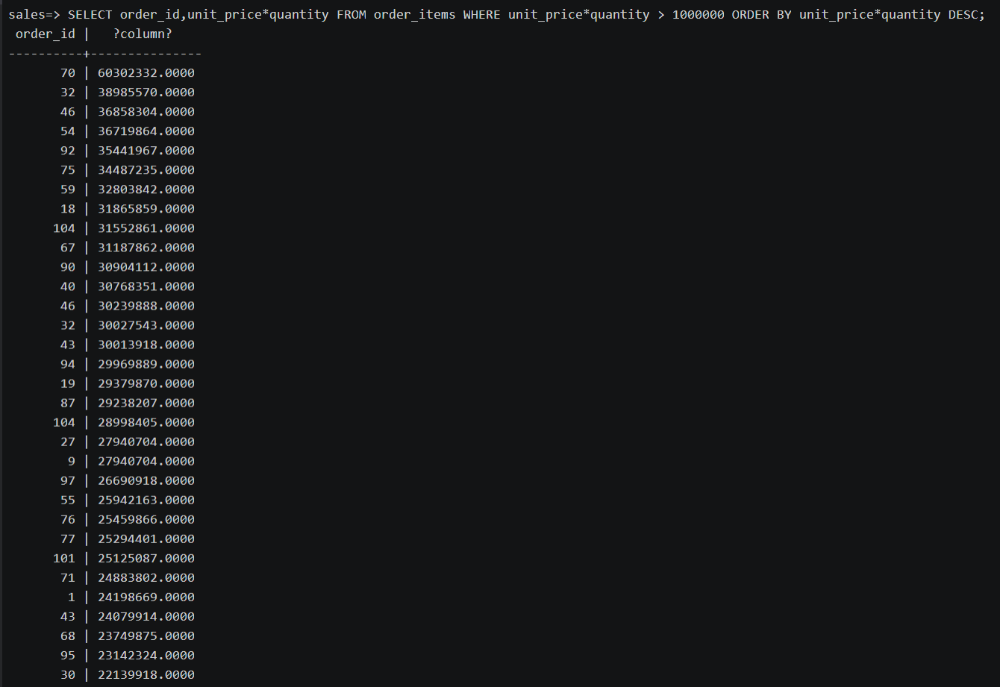 sales=> SELECT order_id,unit_price*quantity FROM order_items WHERE unit_price*quantity > 1000000 ORDER BY unit_price*quantity DESC;
 order_id |   ?column?
----------+---------------
       70 | 60302332.0000
       32 | 38985570.0000
       46 | 36858304.0000
       54 | 36719864.0000
       92 | 35441967.0000
       75 | 34487235.0000
       59 | 32803842.0000
       18 | 31865859.0000
      104 | 31552861.0000
       67 | 31187862.0000
       90 | 30904112.0000
       40 | 30768351.0000
       46 | 30239888.0000
       32 | 30027543.0000
       43 | 30013918.0000
       94 | 29969889.0000
       19 | 29379870.0000
       87 | 29238207.0000
      104 | 28998405.0000
       27 | 27940704.0000
        9 | 27940704.0000
       97 | 26690918.0000
       55 | 25942163.0000
       76 | 25459866.0000
       77 | 25294401.0000
      101 | 25125087.0000
       71 | 24883802.0000
        1 | 24198669.0000
       43 | 24079914.0000
       68 | 23749875.0000
       95 | 23142324.0000
       30 | 22139918.0000